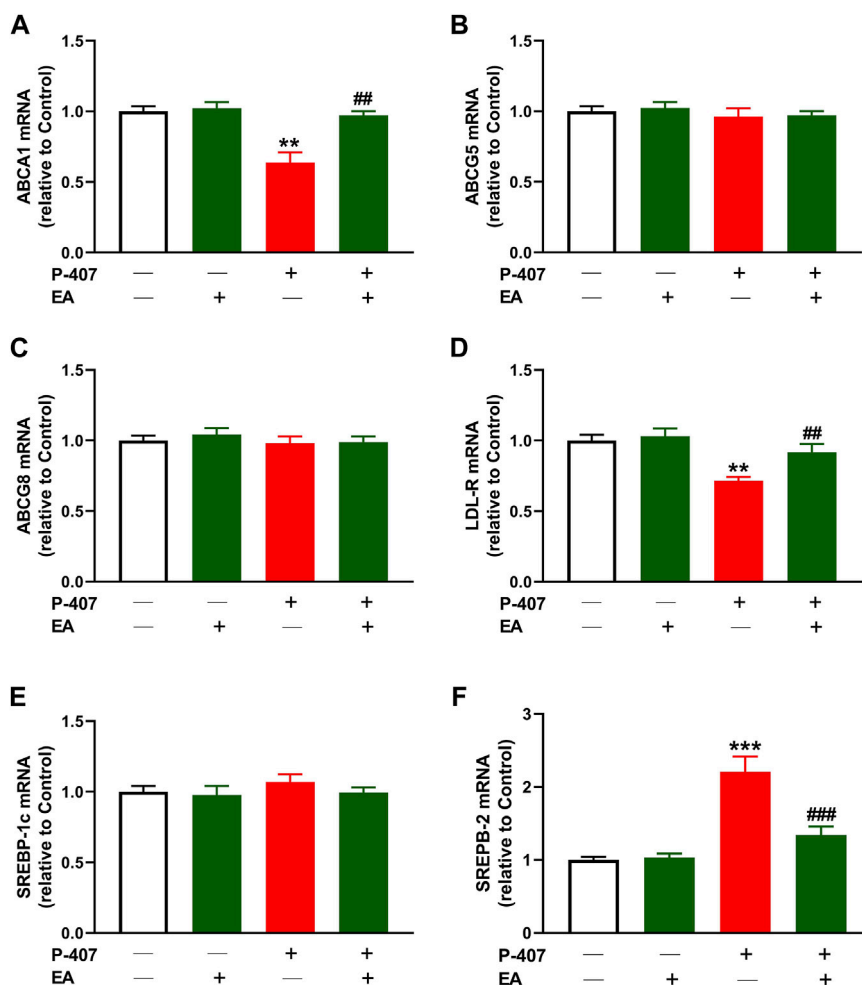 A
ABCA1 mRNA
(relative to Control)
1.5
1.0
0.5
0.0
**
##
P-407 — — + +
EA — + — +
B
ABCG5 mRNA
(relative to Control)
1.5
1.0
0.5
0.0
P-407 — — + +
EA — + — +
C
ABCG8 mRNA
(relative to Control)
1.5
1.0
0.5
0.0
P-407 — — + +
EA — + — +
D
LDL-R mRNA
(relative to Control)
1.5
1.0
0.5
0.0
**
##
P-407 — — + +
EA — + — +
E
SREBP-1c mRNA
(relative to Control)
1.5
1.0
0.5
0.0
P-407 — — + +
EA — + — +
F
SREPB-2 mRNA
(relative to Control)
3
2
1
0
***
###
P-407 — — + +
EA — + — +